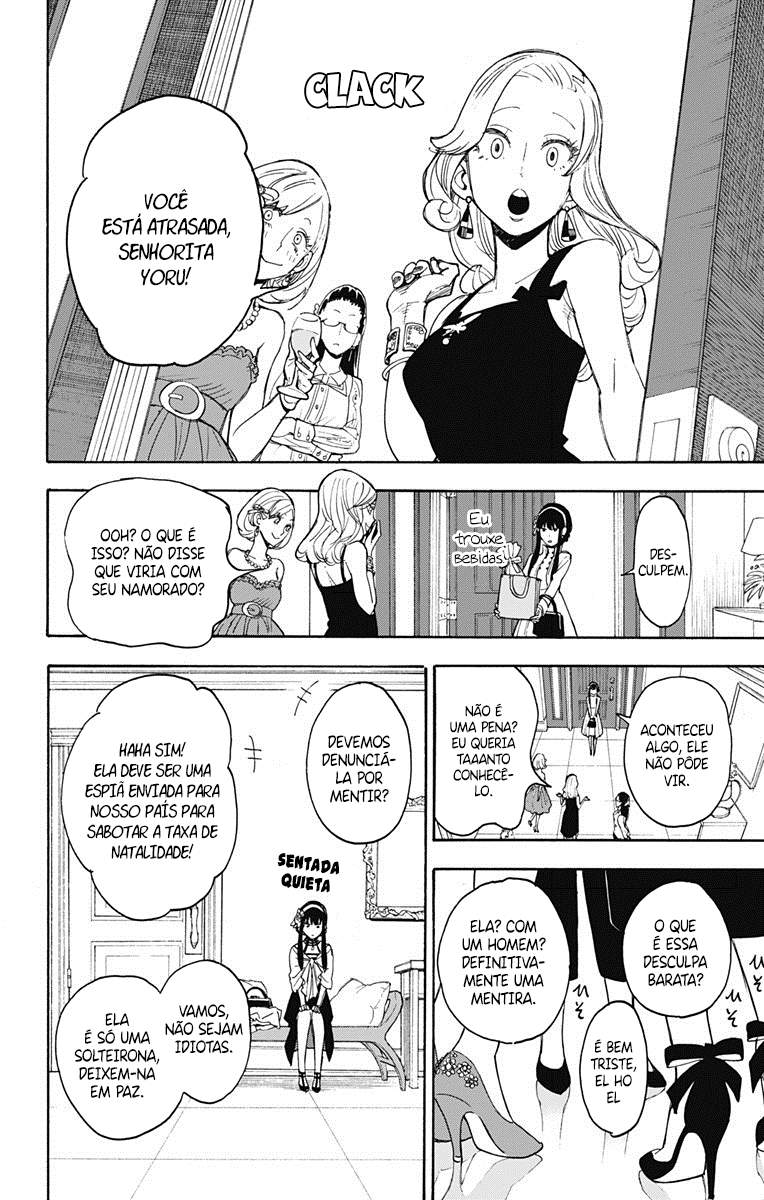 CLACK
VOCÊ
ESTÁ ATRASADA,
SENHORITA
YORU!
DES-
CULPEM.
Eu
trouxe
bebidas!
OOH? O QUE É
ISSO? NÃO DISSE
QUE VIRIA COM
SEU NAMORADO?
ACONTECEU
ALGO, ELE
NÃO PÔDE
VIR.
NÃO É
UMA PENA?
EU QUERIA
TAAANTO
CONHECÊ-
LO.
O QUE
É ESSA
DESCULPA
BARATA?
ELA? COM
UM HOMEM?
DEFINITIVA-
MENTE UMA
MENTIRA.
É BEM
TRISTE,
EL HO
EL
DEVEMOS
DENUNCIÁ-
LA POR
MENTIR?
HAHA SIM!
ELA DEVE SER UMA
ESPIÃ ENVIADA PARA
NOSSO PAÍS PARA
SABOTAR A TAXA DE
NATALIDADE!
SENTADA
QUIETA
VAMOS,
NÃO SEJAM
IDIOTAS.
ELA
É SÓ UMA
SOLTEIRONA,
DEIXEM-NA
EM PAZ.